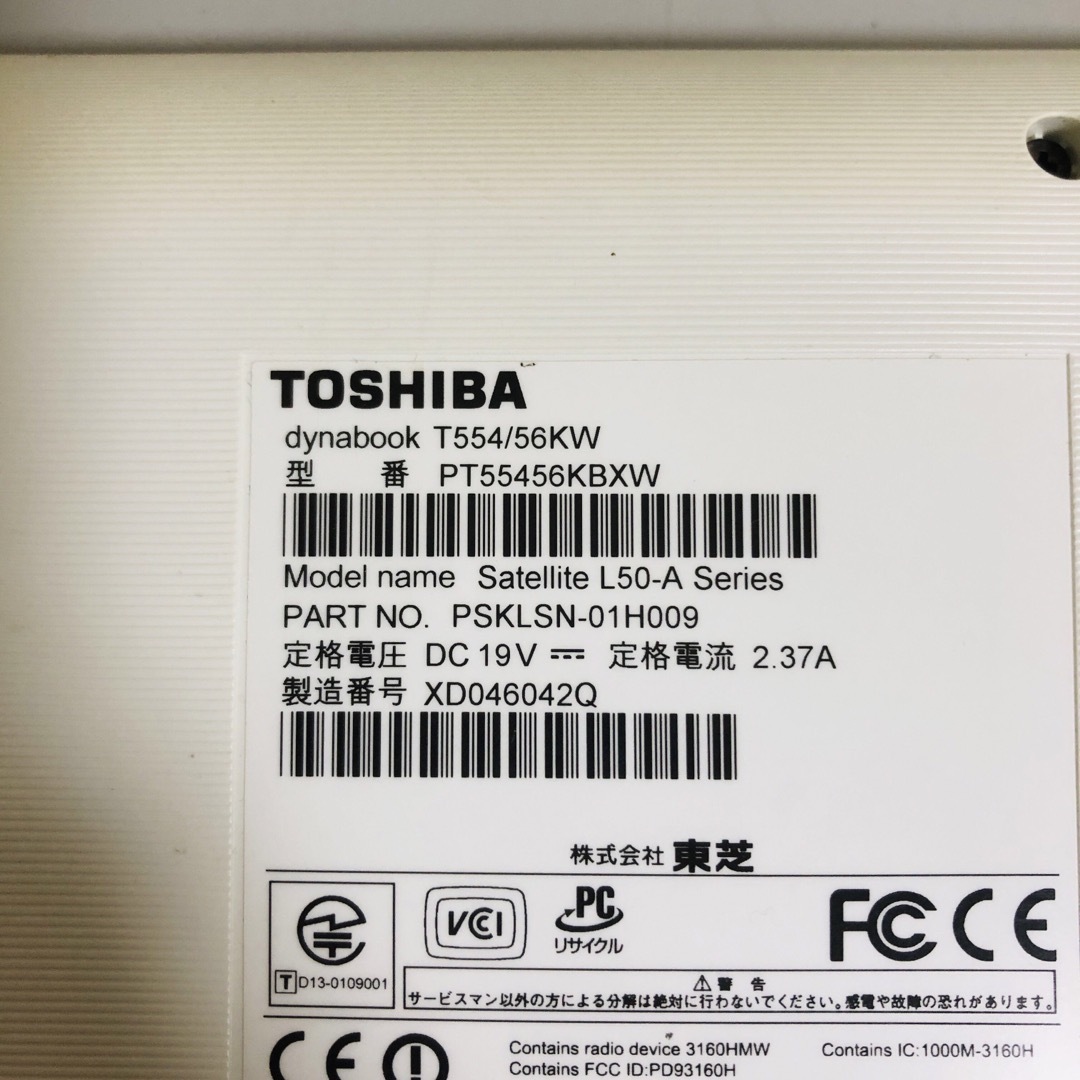 TOSHIBA
dynabook T554/56KW
型 番 PT55456KBXW
Model name Satellite L50-A Series
PART NO. PSKLSN-01H009
定格電圧 DC 19V 定格電流 2.37A
製造番号 XD046042Q
株式会社 東芝
VCCI
PC
リサイクル
FC CE
T D13-0109001
⚠警 告
サービスマン以外の方による分解は絶対に行わないでください。感電や故障の恐れがあります。
CE
Contains radio device 3160HMW Contains IC:1000M-3160H
Contains FCC ID:PD93160H